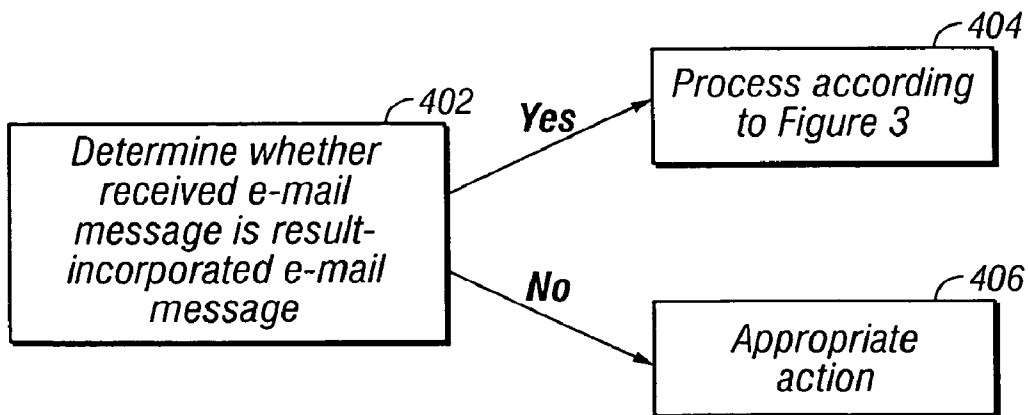 404
Process according
to Figure 3
402
Yes
Determine whether
received e-mail
message is result-
incorporated e-mail
message
No
406
Appropriate
action